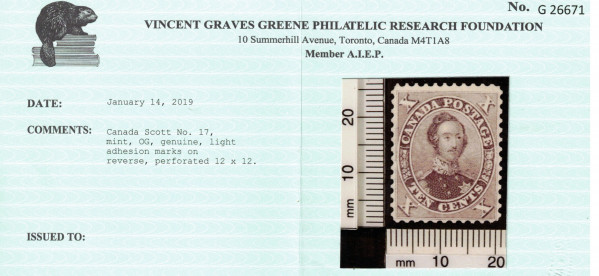 No. G 26671
VINCENT GRAVES GREENE PHILATELIC RESEARCH FOUNDATION
10 Summerhill Avenue, Toronto, Canada M4T1A8
Member A.I.E.P.
DATE: January 14, 2019
COMMENTS: Canada Scott No. 17,
mint, OG, genuine, light
adhesion marks on
reverse, perforated 12 x 12.
ISSUED TO:
20
10
mm
X X
CANADA POSTAGE
TEN CENTS
X X
mm 10 20